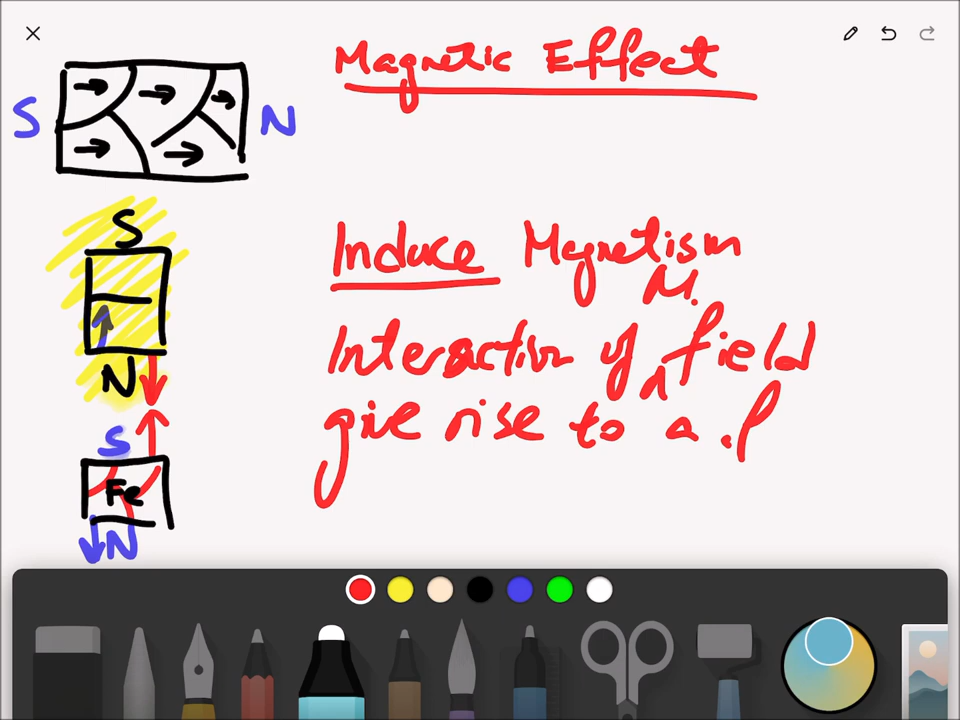 Magnetic Effect
S
N
S
N
S
Fe
N
Induce Magnetism
M.
Interaction of field
give rise to a